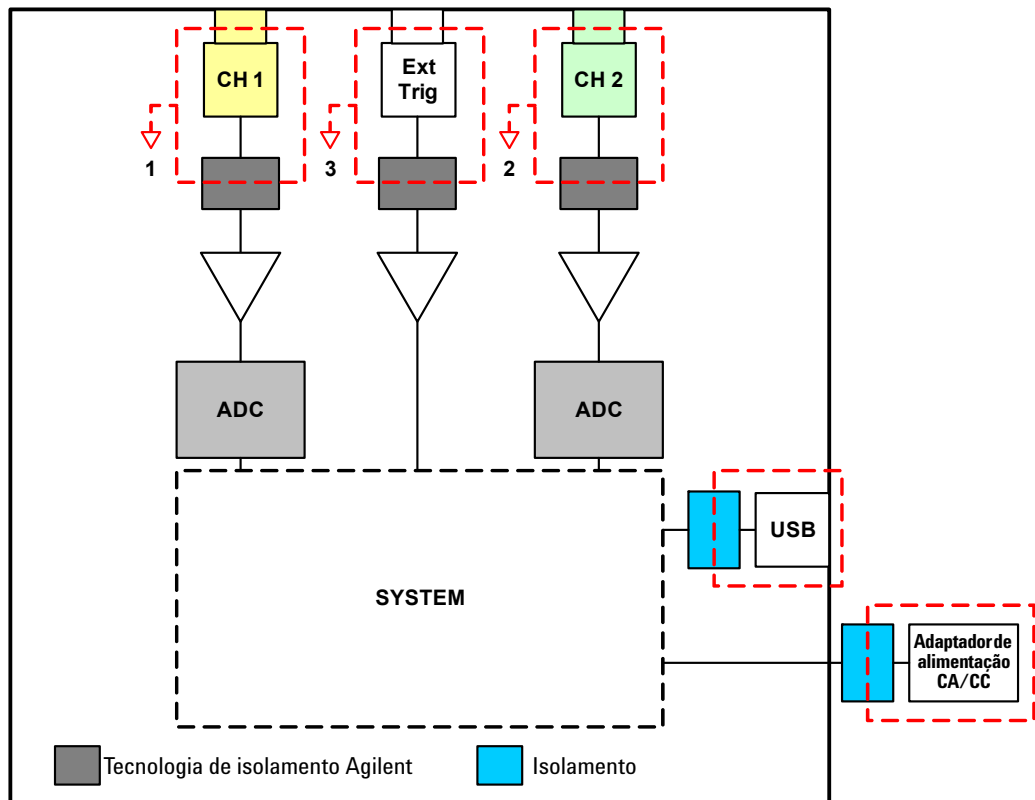 CH 1
Ext
Trig
CH 2
1
3
2
ADC
ADC
USB
SYSTEM
Adaptador de
alimentação
CA/CC
Tecnologia de isolamento Agilent
Isolamento